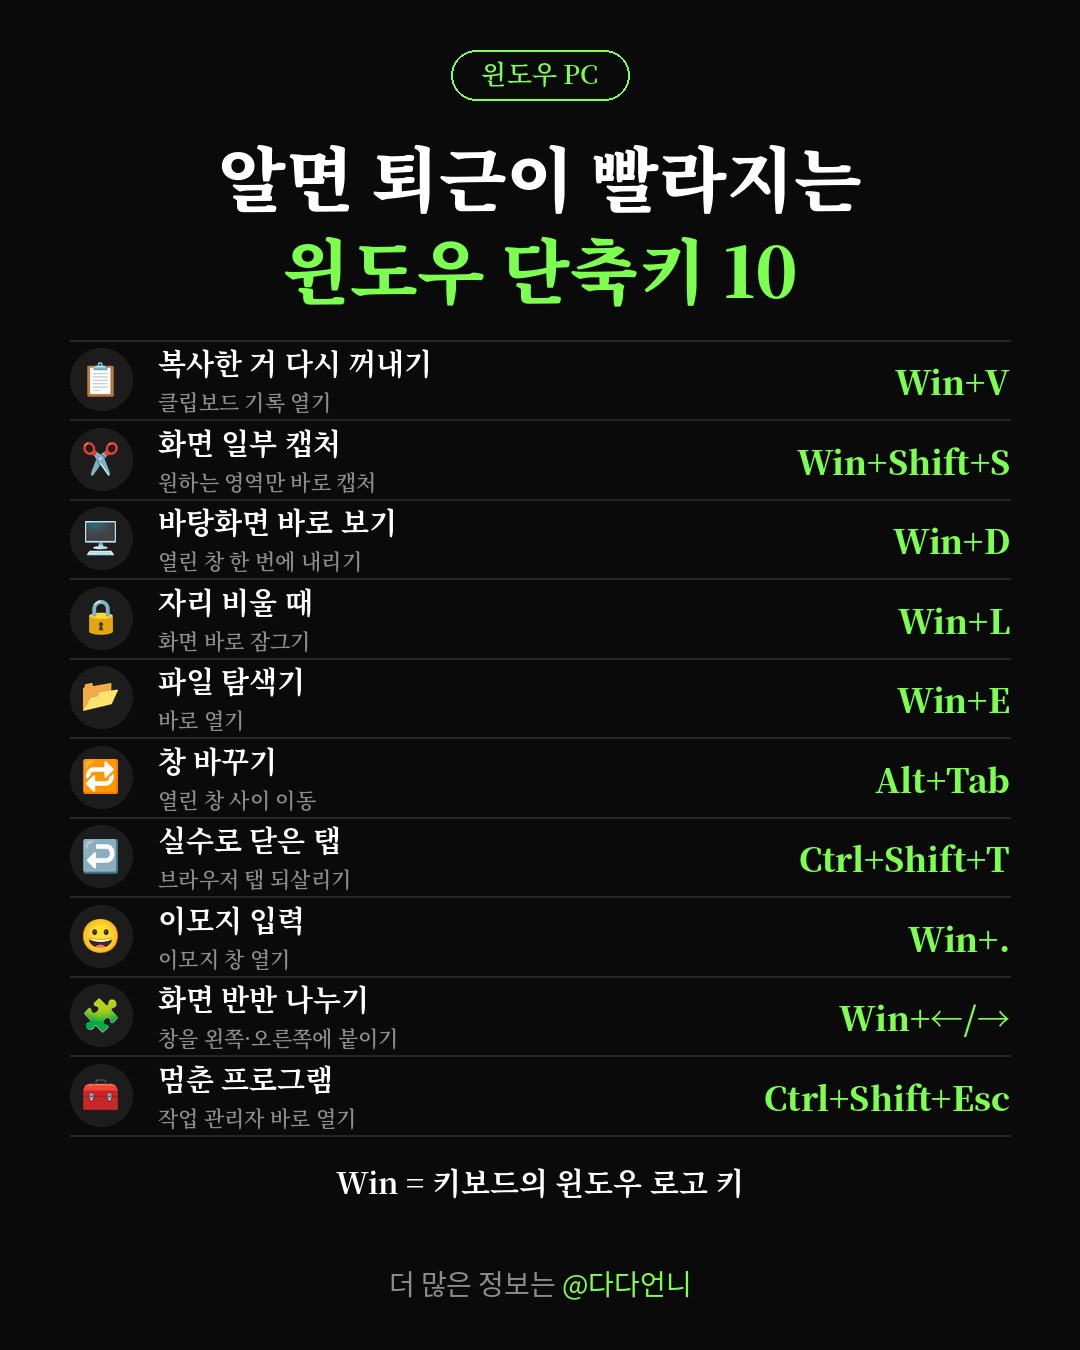 윈도우 PC
알면 퇴근이 빨라지는
윈도우 단축키 10
복사한 거 다시 꺼내기
클립보드 기록 열기
Win+V
화면 일부 캡처
원하는 영역만 바로 캡처
Win+Shift+S
바탕화면 바로 보기
열린 창 한 번에 내리기
Win+D
자리 비울 때
화면 바로 잠그기
Win+L
파일 탐색기
바로 열기
Win+E
창 바꾸기
열린 창 사이 이동
Alt+Tab
실수로 닫은 탭
브라우저 탭 되살리기
Ctrl+Shift+T
이모지 입력
이모지 창 열기
Win+.
화면 반반 나누기
창을 왼쪽·오른쪽에 붙이기
Win+←/→
멈춘 프로그램
작업 관리자 바로 열기
Ctrl+Shift+Esc
Win = 키보드의 윈도우 로고 키
더 많은 정보는 @다다언니